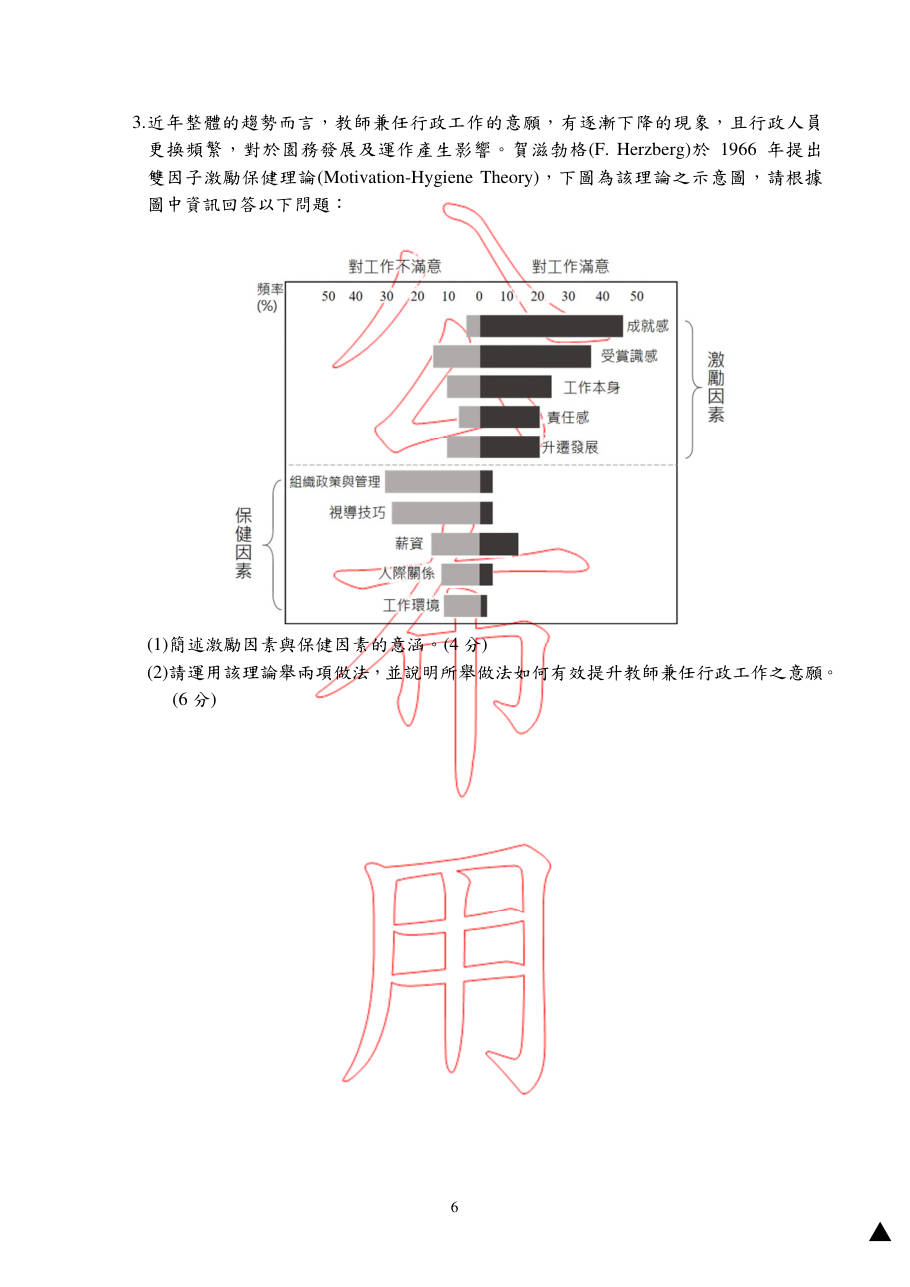 3.近年整體的趨勢而言，教師兼任行政工作的意願，有逐漸下降的現象，且行政人員
更換頻繁，對於園務發展及運作產生影響。賀滋勃格(F. Herzberg)於 1966 年提出
雙因子激勵保健理論(Motivation-Hygiene Theory)，下圖為該理論之示意圖，請根據
圖中資訊回答以下問題：
對工作不滿意 對工作滿意
頻率
(%)
50 40 30 20 10 0 10 20 30 40 50
成就感
受賞識感
工作本身
責任感
升遷發展
激勵因素
組織政策與管理
視導技巧
薪資
人際關係
工作環境
保健因素
(1)簡述激勵因素與保健因素的意涵。(4 分)
(2)請運用該理論舉兩項做法，並說明所舉做法如何有效提升教師兼任行政工作之意願。
(6 分)
公布用
6